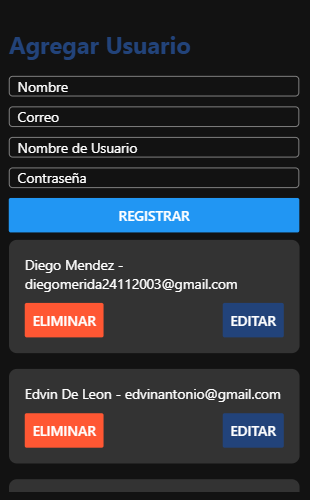 Agregar Usuario
Nombre
Correo
Nombre de Usuario
Contraseña
REGISTRAR
Diego Mendez -
diegomerida24112003@gmail.com
ELIMINAR EDITAR
Edvin De Leon - edvinantonio@gmail.com
ELIMINAR EDITAR